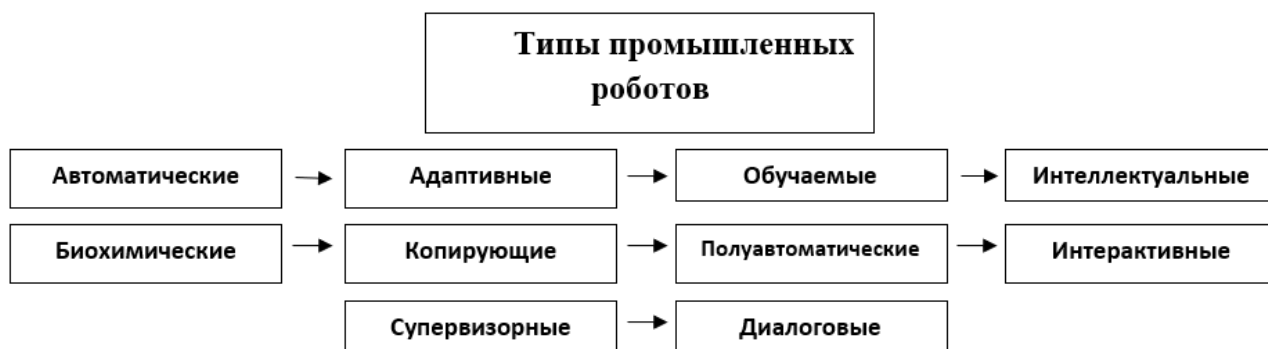 Типы промышленных
роботов
Автоматические
Адаптивные
Обучаемые
Интеллектуальные
Биохимические
Копирующие
Полуавтоматические
Интерактивные
Супервизорные
Диалоговые